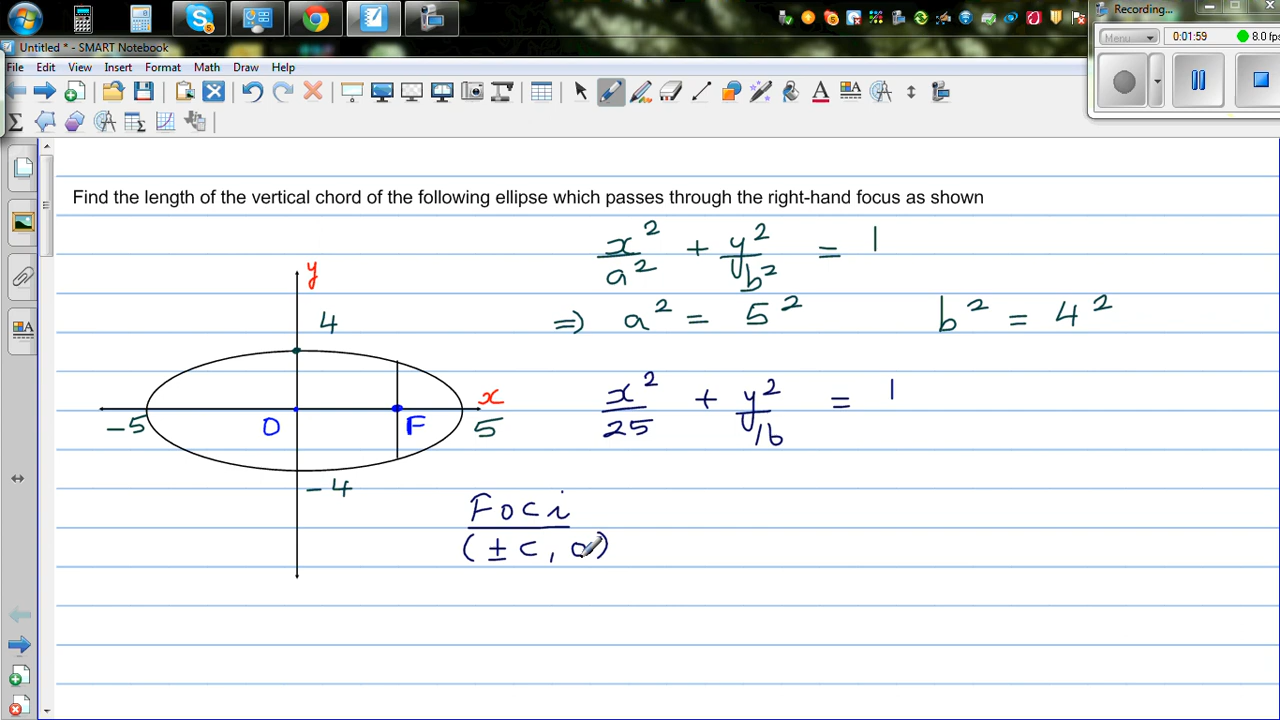 Recording...
Menu
0:01:59
8.0 fps
Untitled * - SMART Notebook
File Edit View Insert Format Math Draw Help
Find the length of the vertical chord of the following ellipse which passes through the right-hand focus as shown
x² / a² + y² / b² = 1
⇒ a² = 5² b² = 4²
x² / 25 + y² / 16 = 1
y
4
x
-5 O F 5
-4
Foci
(± c, 0)